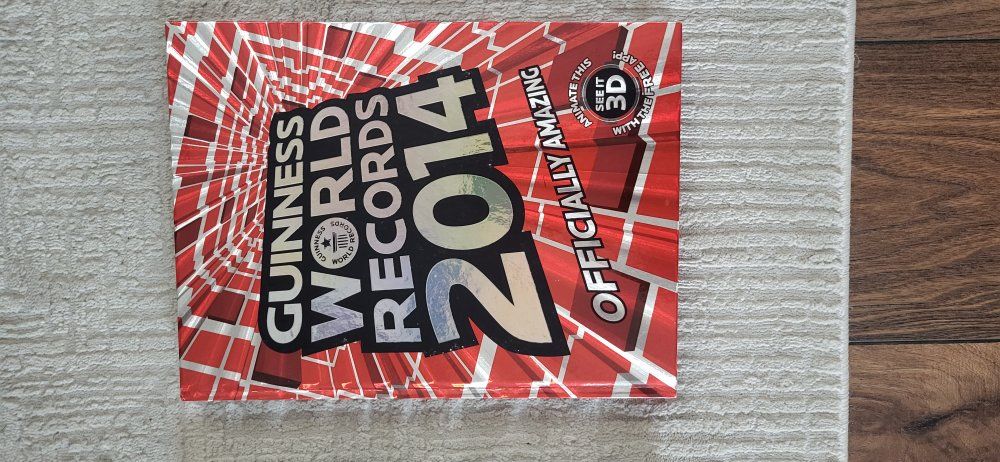 GUINNESS
WORLD
GUINNESS
WORLD RECORDS
RECORDS
2014
OFFICIALLY AMAZING
ANIMATE THIS
SEE IT
3D
WITH THE FREE APP!